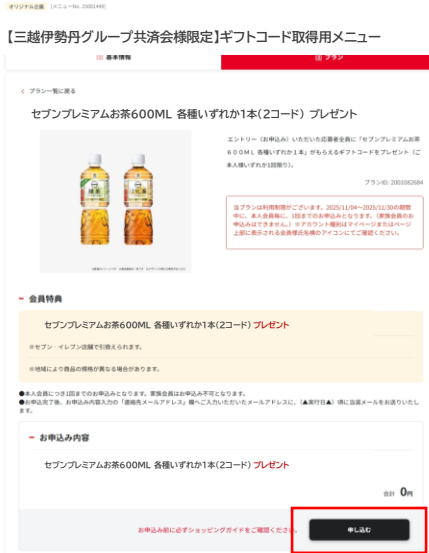 オリジナル企画 [メニューNo. 25001449]
【三越伊勢丹グループ共済会様限定】ギフトコード取得用メニュー
基本情報
プラン
プラン一覧に戻る
セブンプレミアムお茶600ML 各種いずれか1本(2コード) プレゼント
エントリー(お申込み)いただいた応募者全員に「セブンプレミアムお茶
600ML 各種いずれか1本」がもらえるギフトコードをプレゼント(ご
本人様いずれか1回限り)。
プランID: 2001082684
当プランは利用制限がございます。2025/11/04~2025/11/30の期間
中に、本人会員毎に、1回までのお申込みとなります。(家族会員のお
申込みはできません。)※アカウント種別はマイページまたはページ
上部に表示される会員様氏名横のアイコンにてご確認ください。
会員特典
セブンプレミアムお茶600ML 各種いずれか1本(2コード) プレゼント
※セブン‐イレブン店舗で引換えられます。
※地域により商品の規格が異なる場合があります。
●本人会員につき1回までのお申込みとなります。家族会員はお申込み不可となります。
●お申込完了後、お申込み内容入力の「連絡先メールアドレス」欄へご入力いただいたメールアドレスに、(▲実行日▲)頃に当選メールをお送りいたし
ます。
お申込み内容
セブンプレミアムお茶600ML 各種いずれか1本(2コード) プレゼント
合計 0円
お申込み前に必ずショッピングガイドをご確認ください。
申し込む